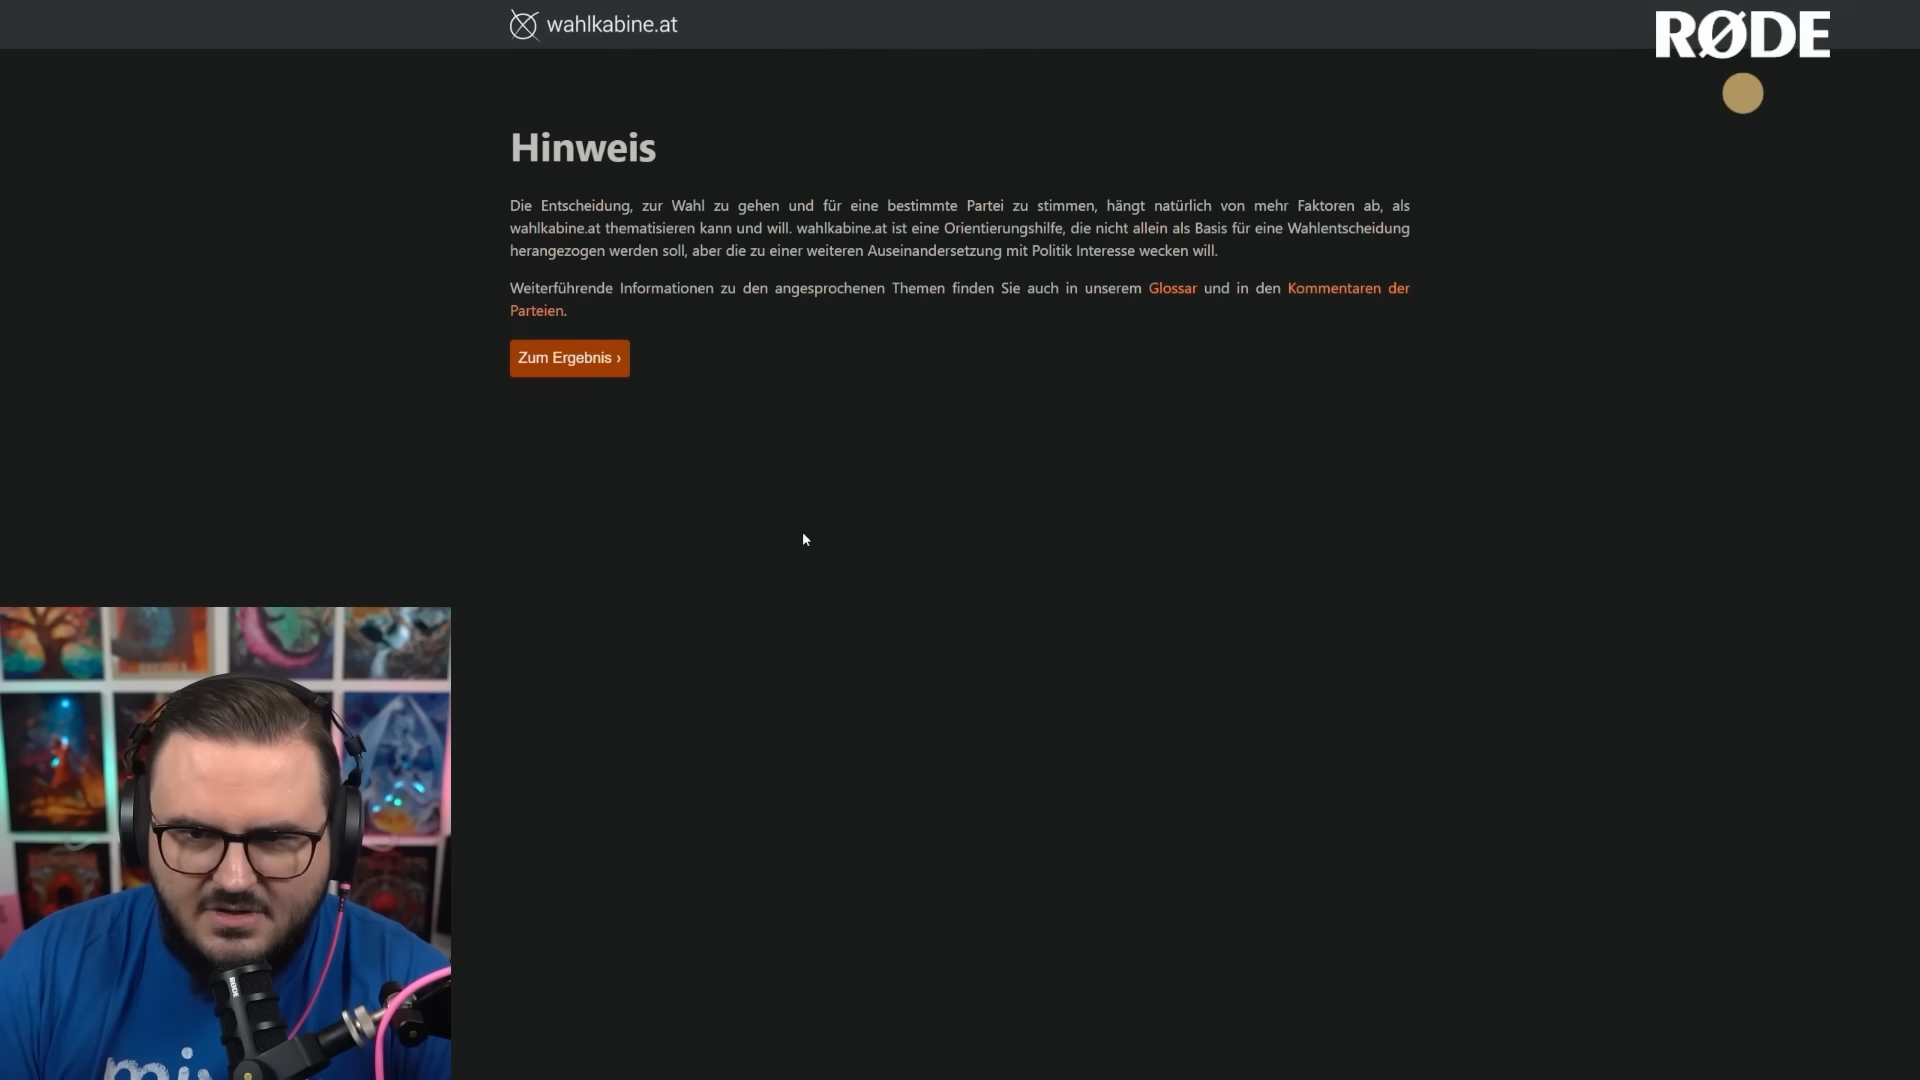 wahlkabine.at
RØDE
Hinweis
Die Entscheidung, zur Wahl zu gehen und für eine bestimmte Partei zu stimmen, hängt natürlich von mehr Faktoren ab, als
wahlkabine.at thematisieren kann und will. wahlkabine.at ist eine Orientierungshilfe, die nicht allein als Basis für eine Wahlentscheidung
herangezogen werden soll, aber die zu einer weiteren Auseinandersetzung mit Politik Interesse wecken will.
Weiterführende Informationen zu den angesprochenen Themen finden Sie auch in unserem Glossar und in den Kommentaren der
Parteien.
Zum Ergebnis ›
RØDE